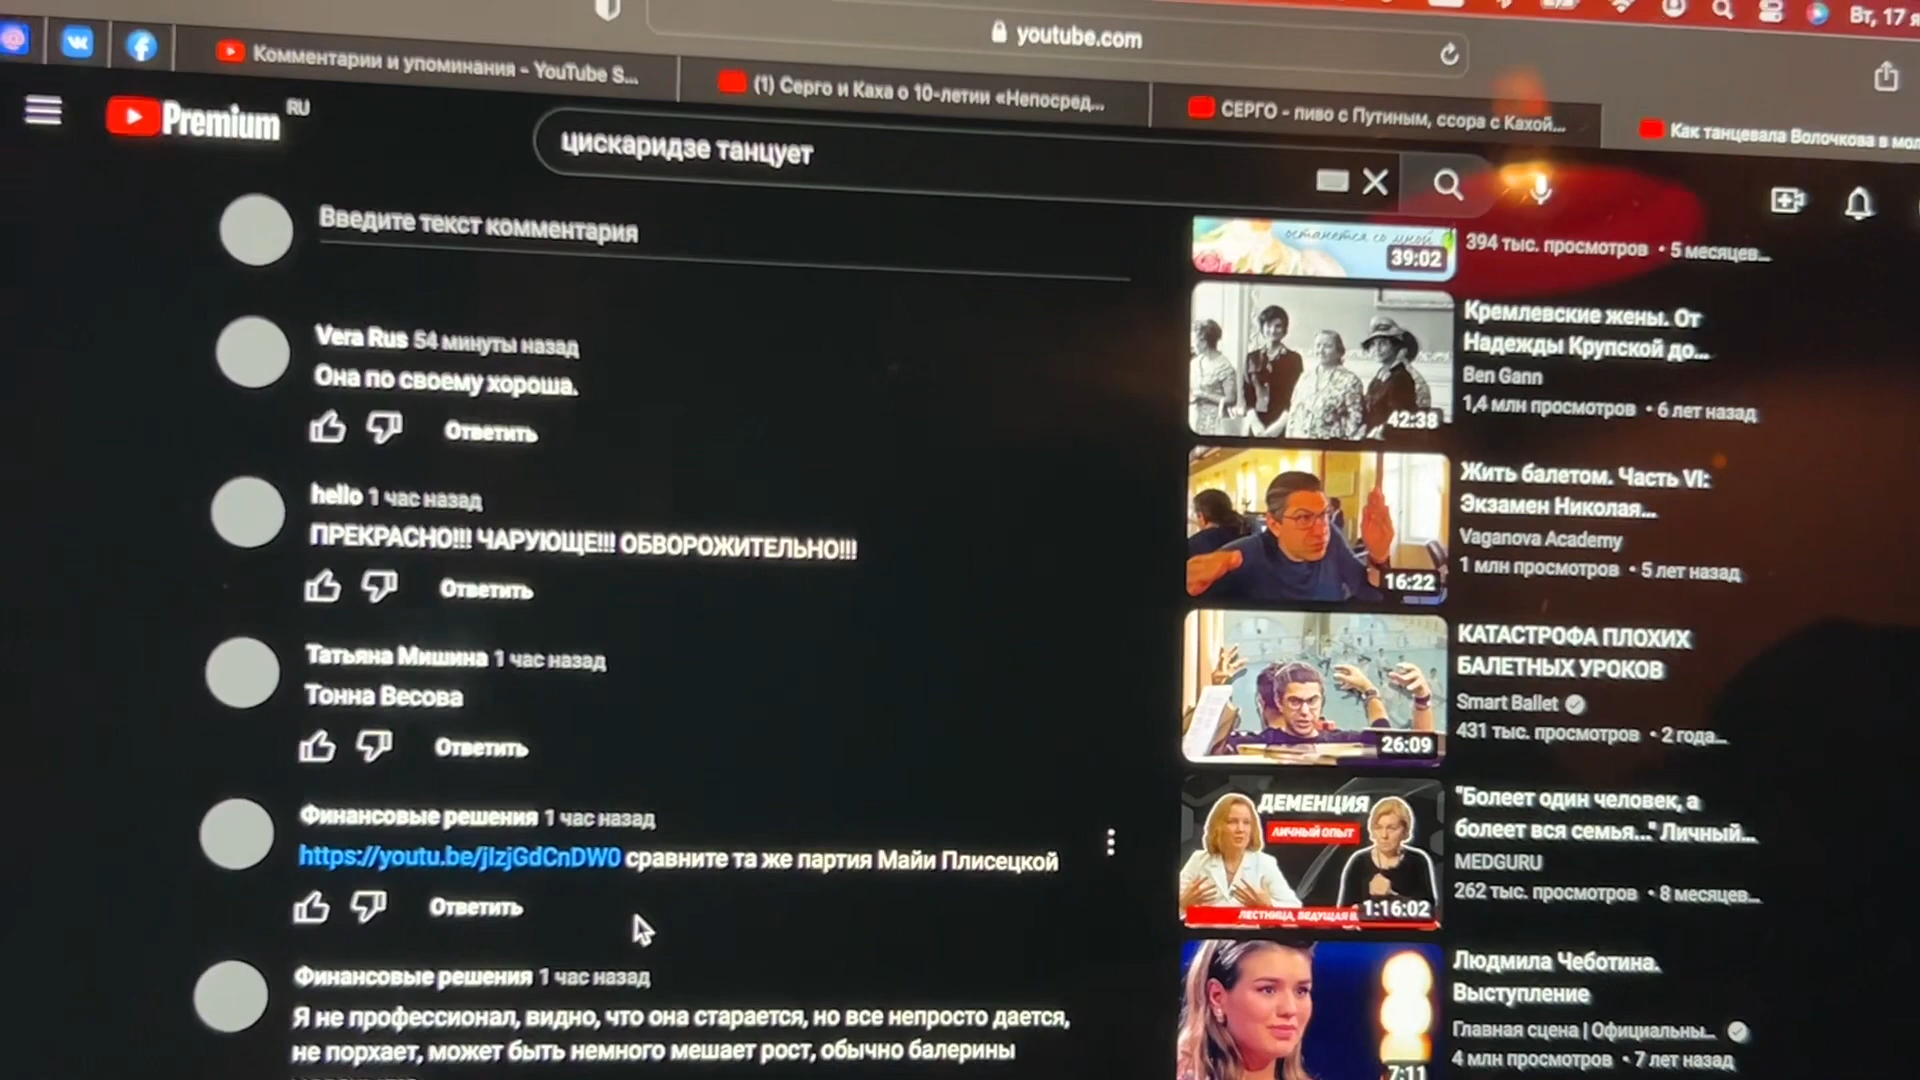 Вт, 17 я
youtube.com
Комментарии и упоминания - YouTube S...
(1) Серго и Каха о 10-летии «Непосред...
СЕРГО - пиво с Путиным, ссора с Кахой...
Как танцевала Волочкова в мол
Premium RU
цискаридзе танцует
Введите текст комментария
Vera Rus 54 минуты назад
Она по своему хороша.
Ответить
hello 1 час назад
ПРЕКРАСНО!!! ЧАРУЮЩЕ!!! ОБВОРОЖИТЕЛЬНО!!!
Ответить
Татьяна Мишина 1 час назад
Тонна Весова
Ответить
Финансовые решения 1 час назад
https://youtu.be/jIzjGdCnDW0 сравните та же партия Майи Плисецкой
Ответить
Финансовые решения 1 час назад
Я не профессионал, видно, что она старается, но все непросто дается,
не порхает, может быть немного мешает рост, обычно балерины
останется со мной
39:02
394 тыс. просмотров • 5 месяцев...
42:38
Кремлевские жены. От
Надежды Крупской до...
Ben Gann
1,4 млн просмотров • 6 лет назад
16:22
Жить балетом. Часть VI:
Экзамен Николая...
Vaganova Academy
1 млн просмотров • 5 лет назад
26:09
КАТАСТРОФА ПЛОХИХ
БАЛЕТНЫХ УРОКОВ
Smart Ballet
431 тыс. просмотров • 2 года...
ДЕМЕНЦИЯ
ЛИЧНЫЙ ОПЫТ
ЛЕСТНИЦА, ВЕДУЩАЯ В
1:16:02
"Болеет один человек, а
болеет вся семья..." Личный...
MEDGURU
262 тыс. просмотров • 8 месяцев...
7:11
Людмила Чеботина.
Выступление
Главная сцена | Официальны...
4 млн просмотров • 7 лет назад